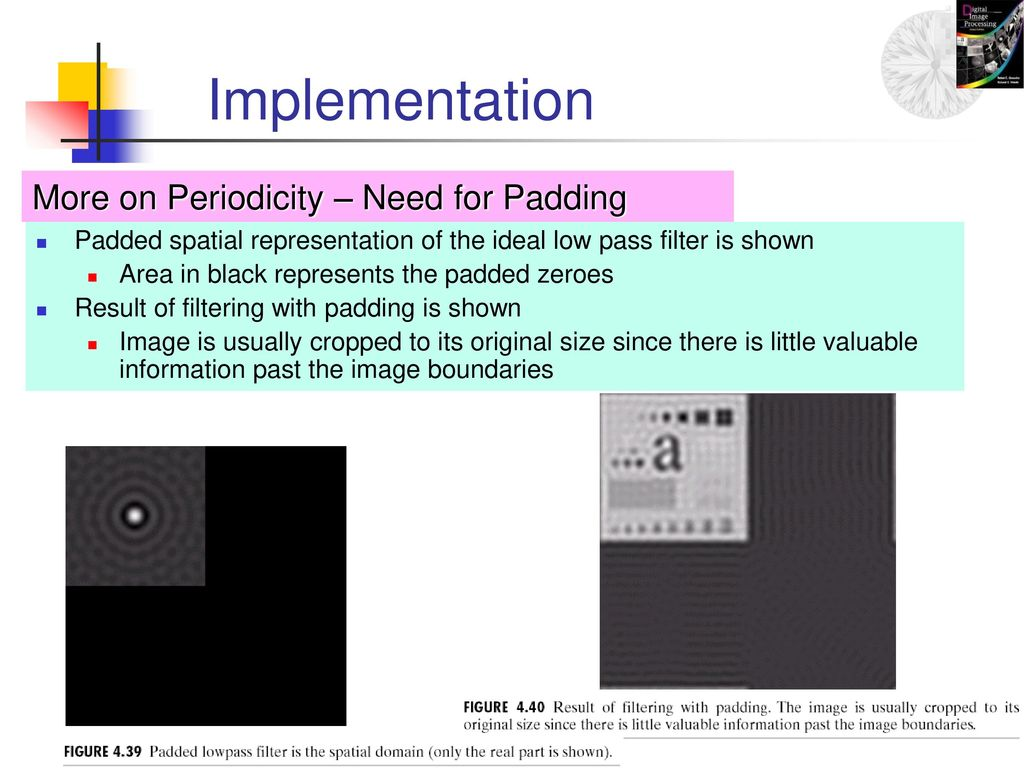 Digital
Image
Processing
Implementation
More on Periodicity – Need for Padding
Padded spatial representation of the ideal low pass filter is shown
Area in black represents the padded zeroes
Result of filtering with padding is shown
Image is usually cropped to its original size since there is little valuable
information past the image boundaries
a
FIGURE 4.40 Result of filtering with padding. The image is usually cropped to its
original size since there is little valuable information past the image boundaries.
FIGURE 4.39 Padded lowpass filter is the spatial domain (only the real part is shown).